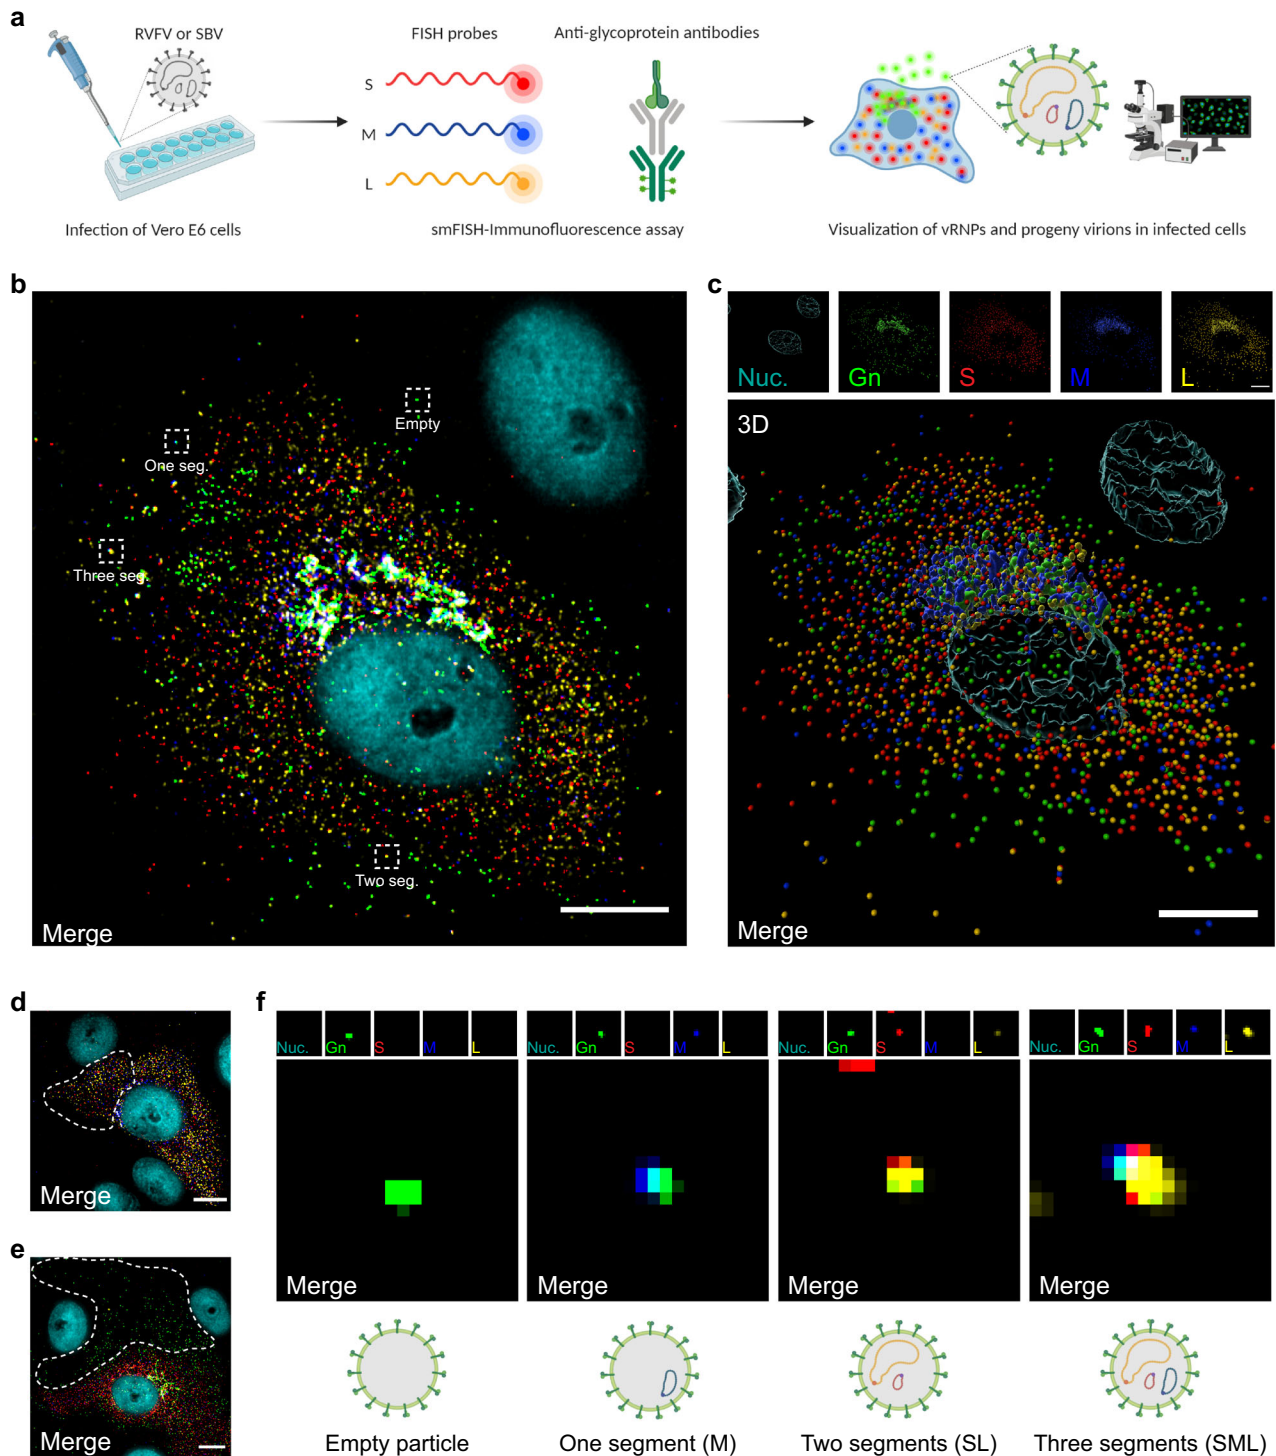 a
RVFV or SBV
FISH probes
Anti-glycoprotein antibodies
S
M
L
Infection of Vero E6 cells
smFISH-Immunofluorescence assay
Visualization of vRNPs and progeny virions in infected cells
b
Empty
One seg.
Three seg.
Two seg.
Merge
c
Nuc.
Gn
S
M
L
3D
Merge
d
Merge
e
Merge
f
Nuc. Gn S M L
Nuc. Gn S M L
Nuc. Gn S M L
Nuc. Gn S M L
Merge
Merge
Merge
Merge
Empty particle
One segment (M)
Two segments (SL)
Three segments (SML)